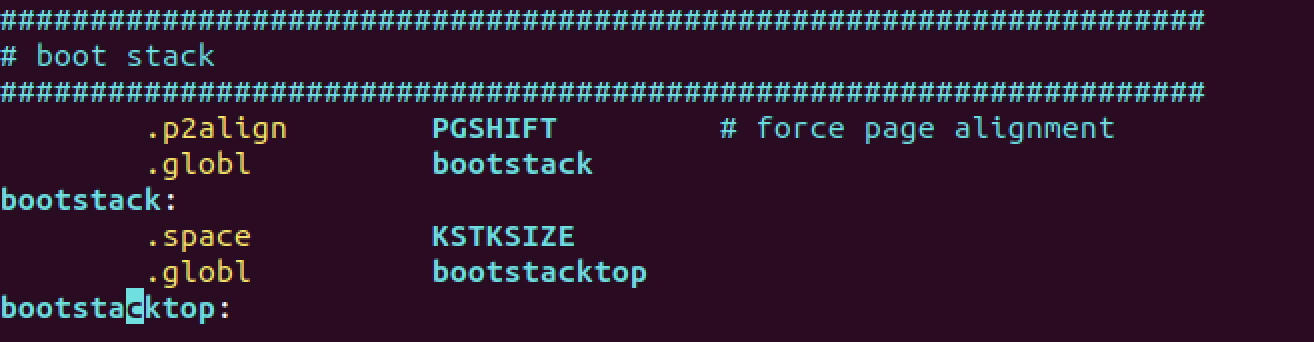 ###################################################################
# boot stack
###################################################################
.p2align PGSHIFT # force page alignment
.globl bootstack
bootstack:
.space KSTKSIZE
.globl bootstacktop
bootstacktop: